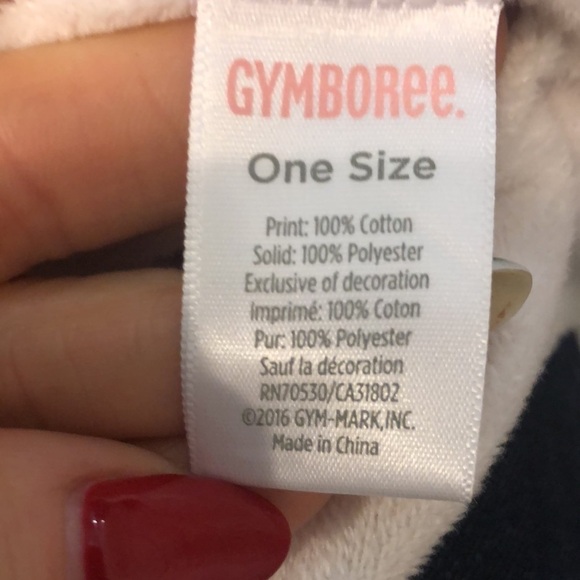 GYMBOREE.
One Size
Print: 100% Cotton
Solid: 100% Polyester
Exclusive of decoration
Imprimé: 100% Coton
Pur: 100% Polyester
Sauf la décoration
RN70530/CA31802
©2016 GYM-MARK,INC.
Made in China